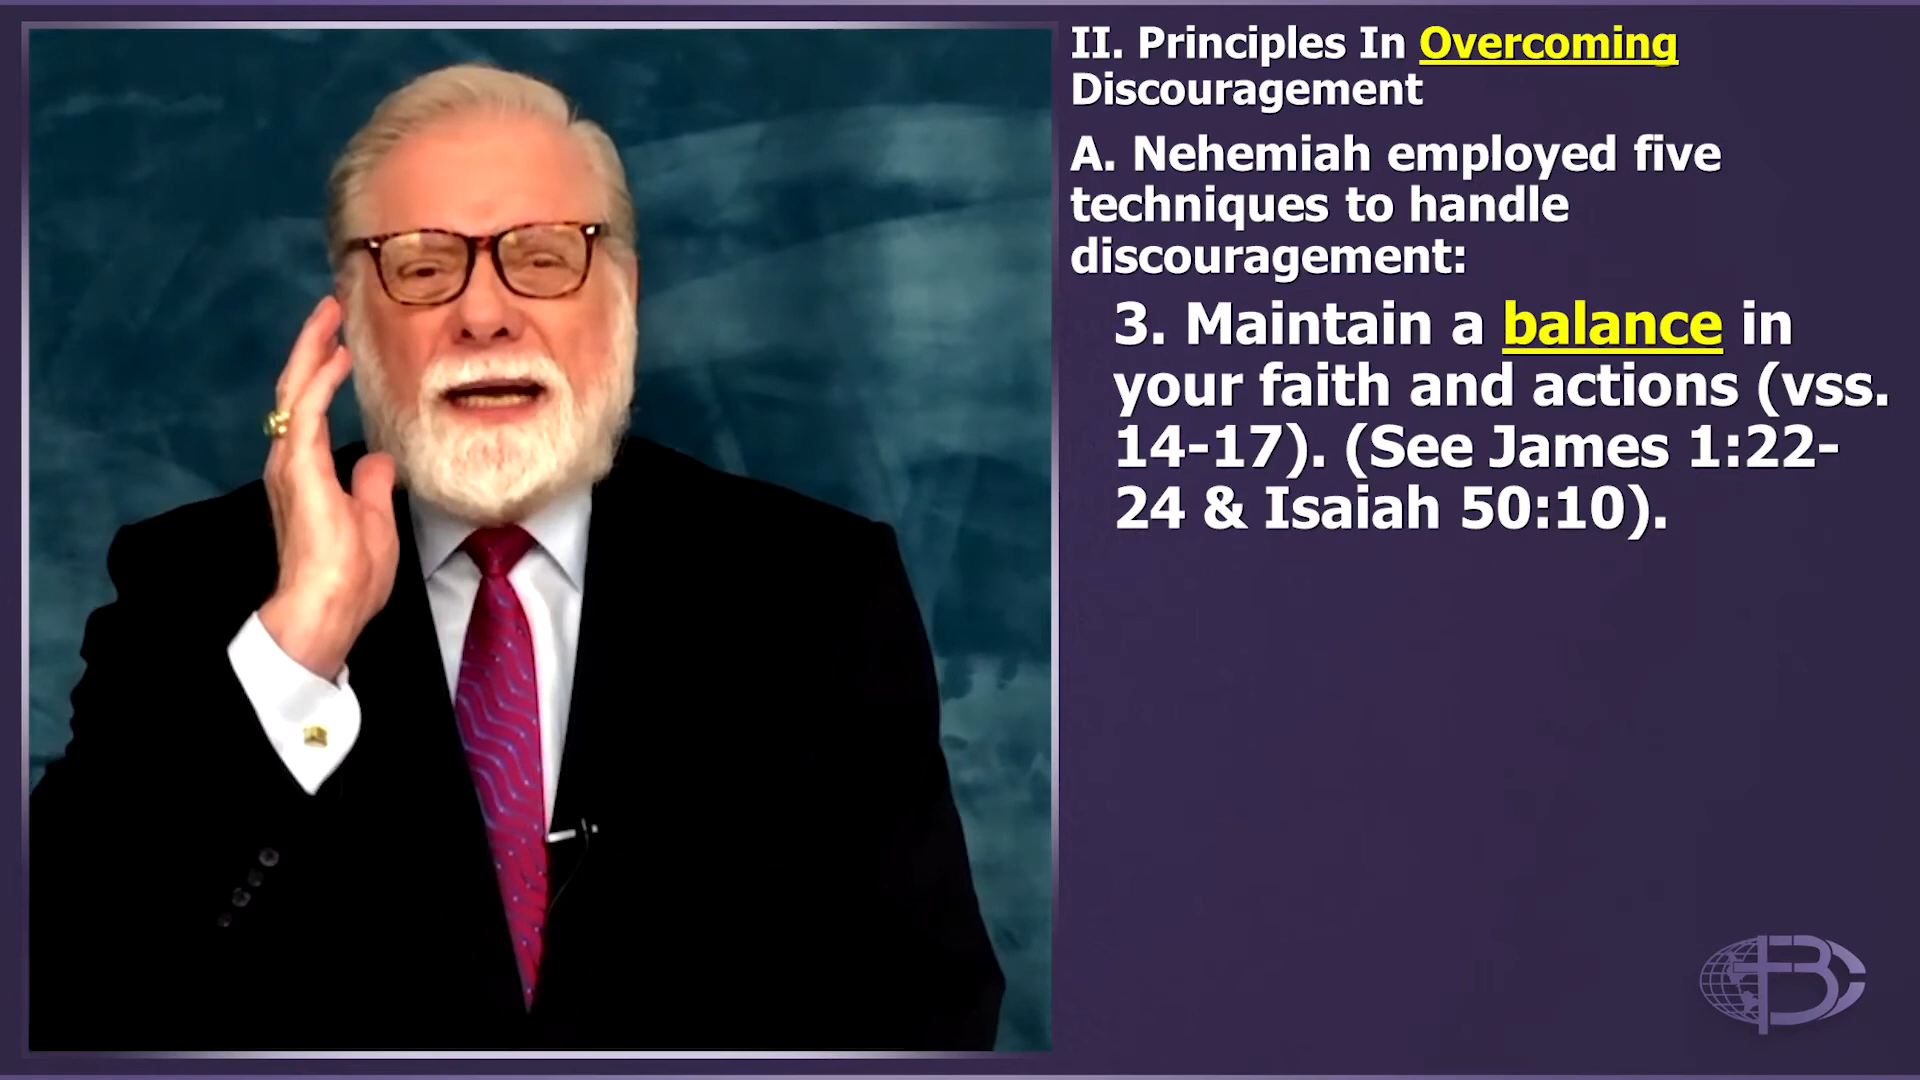 II. Principles In Overcoming
Discouragement
A. Nehemiah employed five
techniques to handle
discouragement:
3. Maintain a balance in
your faith and actions (vss.
14-17). (See James 1:22-
24 & Isaiah 50:10).